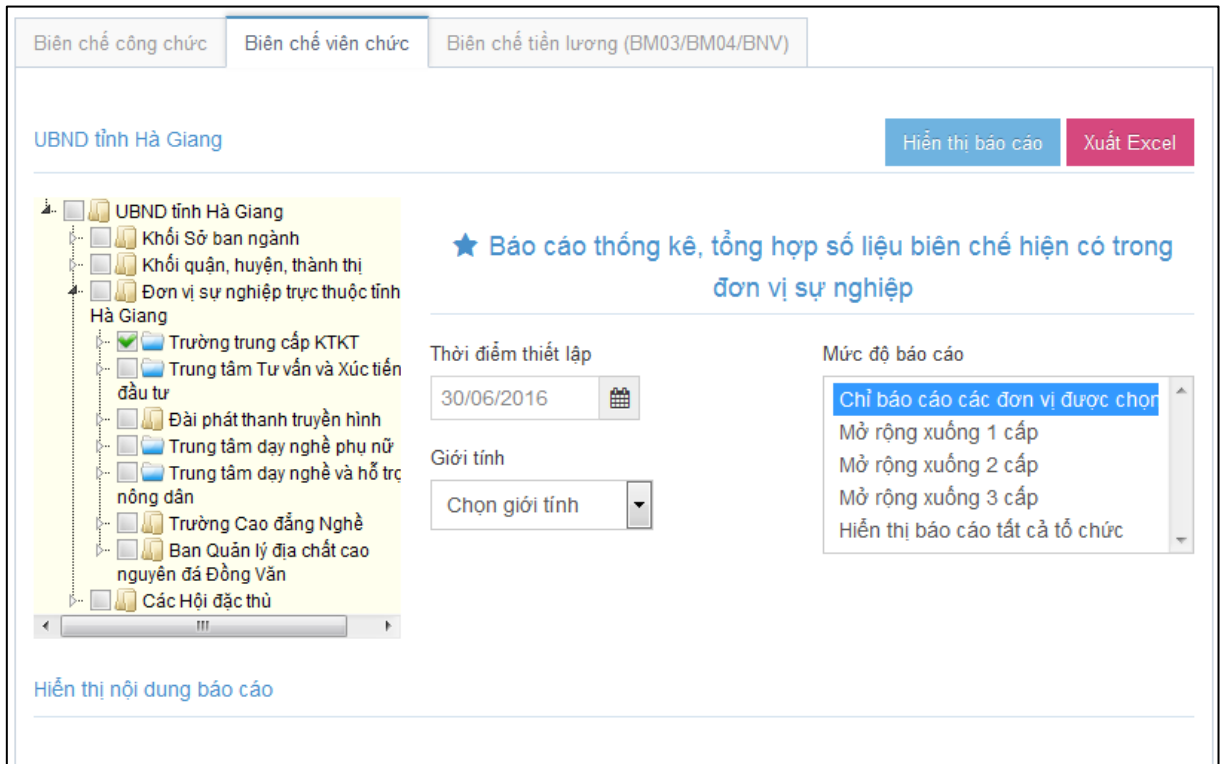 Biên chế công chức
Biên chế viên chức
Biên chế tiền lương (BM03/BM04/BNV)
UBND tỉnh Hà Giang
Hiển thị báo cáo
Xuất Excel
UBND tỉnh Hà Giang
Khối Sở ban ngành
Khối quận, huyện, thành thị
Đơn vị sự nghiệp trực thuộc tỉnh
Hà Giang
Trường trung cấp KTKT
Trung tâm Tư vấn và Xúc tiến
đầu tư
Đài phát thanh truyền hình
Trung tâm dạy nghề phụ nữ
Trung tâm dạy nghề và hỗ trợ
nông dân
Trường Cao đẳng Nghề
Ban Quản lý địa chất cao
nguyên đá Đồng Văn
Các Hội đặc thù
Báo cáo thống kê, tổng hợp số liệu biên chế hiện có trong
đơn vị sự nghiệp
Thời điểm thiết lập
30/06/2016
Giới tính
Chọn giới tính
Mức độ báo cáo
Chỉ báo cáo các đơn vị được chọn
Mở rộng xuống 1 cấp
Mở rộng xuống 2 cấp
Mở rộng xuống 3 cấp
Hiển thị báo cáo tất cả tổ chức
Hiển thị nội dung báo cáo